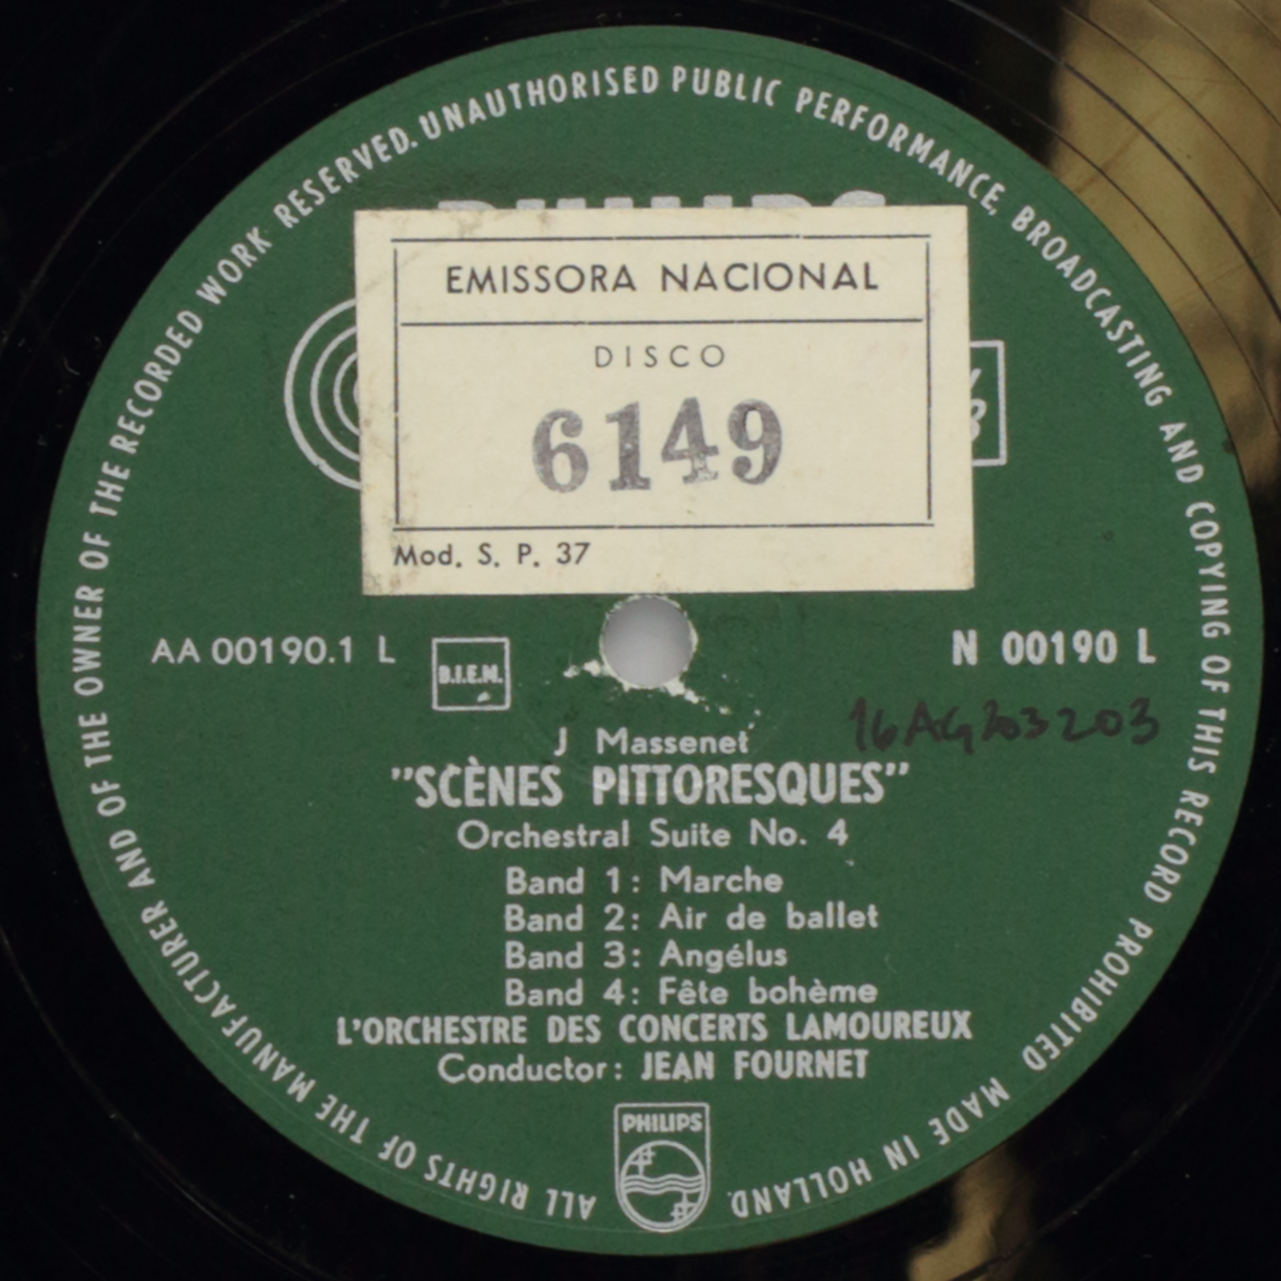 ALL RIGHTS OF THE MANUFACTURER AND OF THE OWNER OF THE RECORDED WORK RESERVED. UNAUTHORISED PUBLIC PERFORMANCE, BROADCASTING AND COPYING OF THIS RECORD PROHIBITED MADE IN HOLLAND.
EMISSORA NACIONAL
DISCO
6149
Mod. S. P. 37
AA 00190.1 L
B.I.E.M.
N 00190 L
16AG203203
J Massenet
"SCÈNES PITTORESQUES"
Orchestral Suite No. 4
Band 1: Marche
Band 2: Air de ballet
Band 3: Angélus
Band 4: Fête bohème
L'ORCHESTRE DES CONCERTS LAMOUREUX
Conductor: JEAN FOURNET
PHILIPS